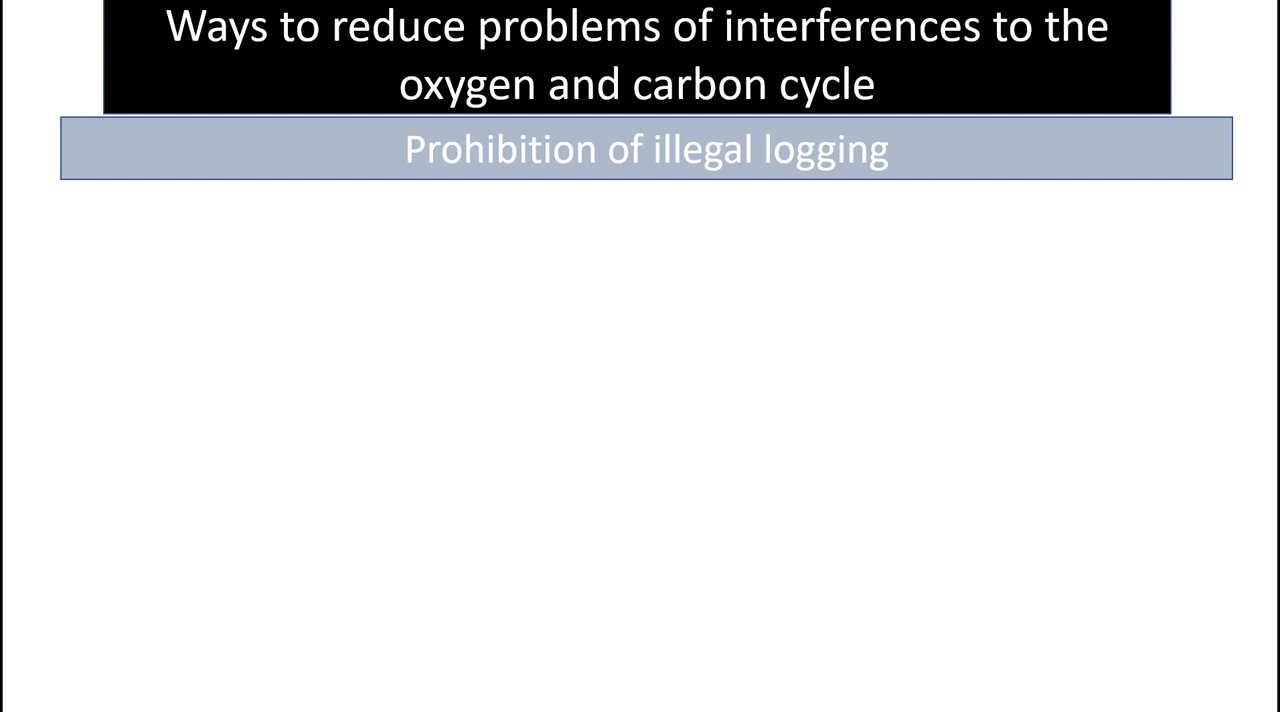 Ways to reduce problems of interferences to the
oxygen and carbon cycle
Prohibition of illegal logging